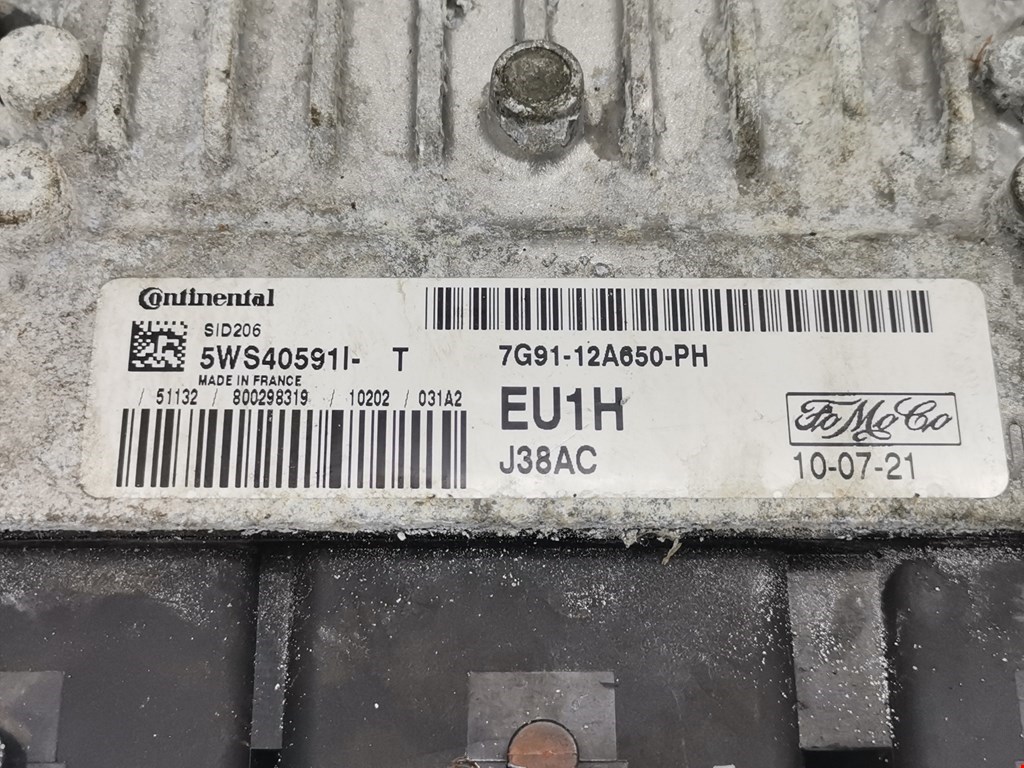 Continental
SID206
5WS40591I- T
MADE IN FRANCE
/ 51132 / 800298319 / 10202 / 031A2
7G91-12A650-PH
EU1H
J38AC
FoMoCo
10-07-21